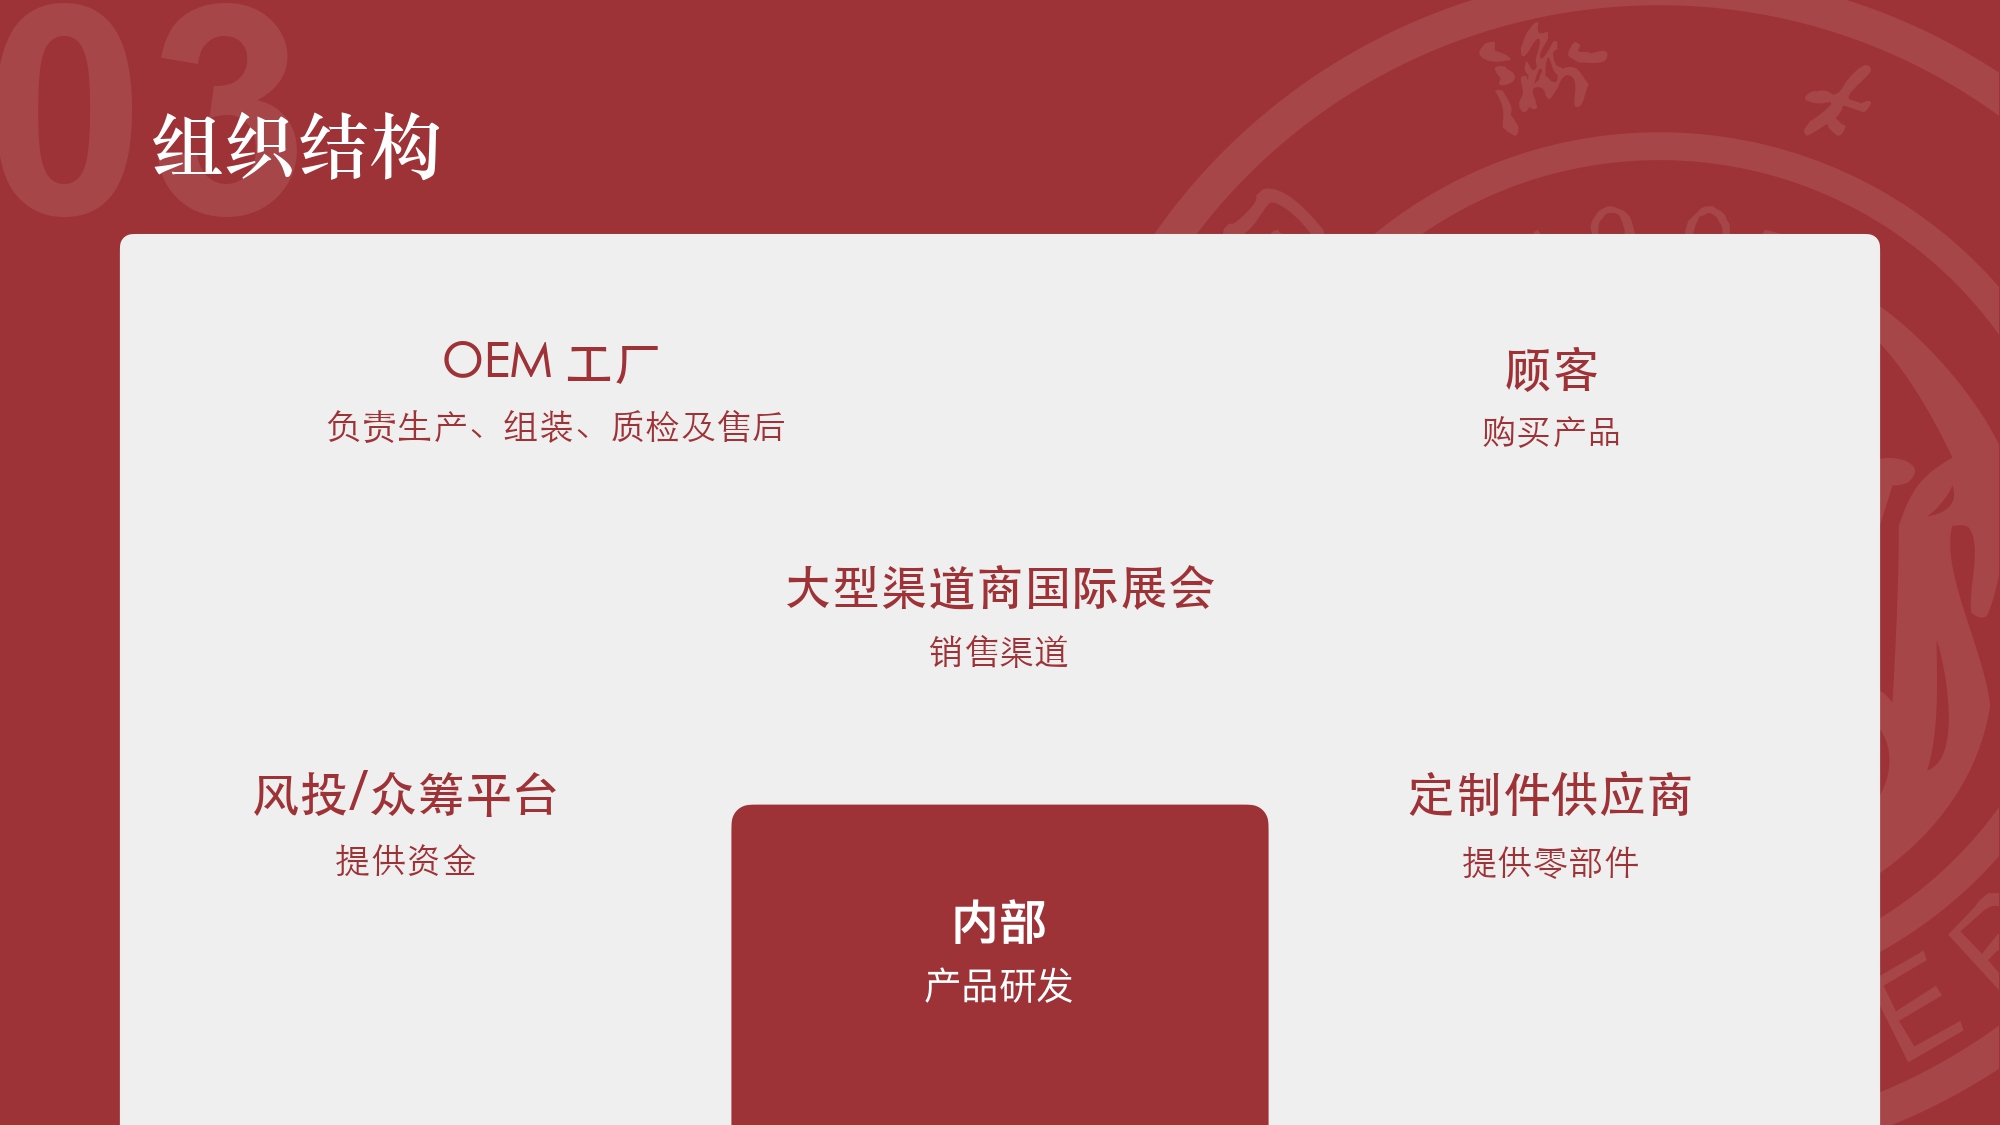 03
组织结构
OEM 工厂
负责生产、组装、质检及售后
顾客
购买产品
大型渠道商国际展会
销售渠道
风投/众筹平台
提供资金
定制件供应商
提供零部件
内部
产品研发